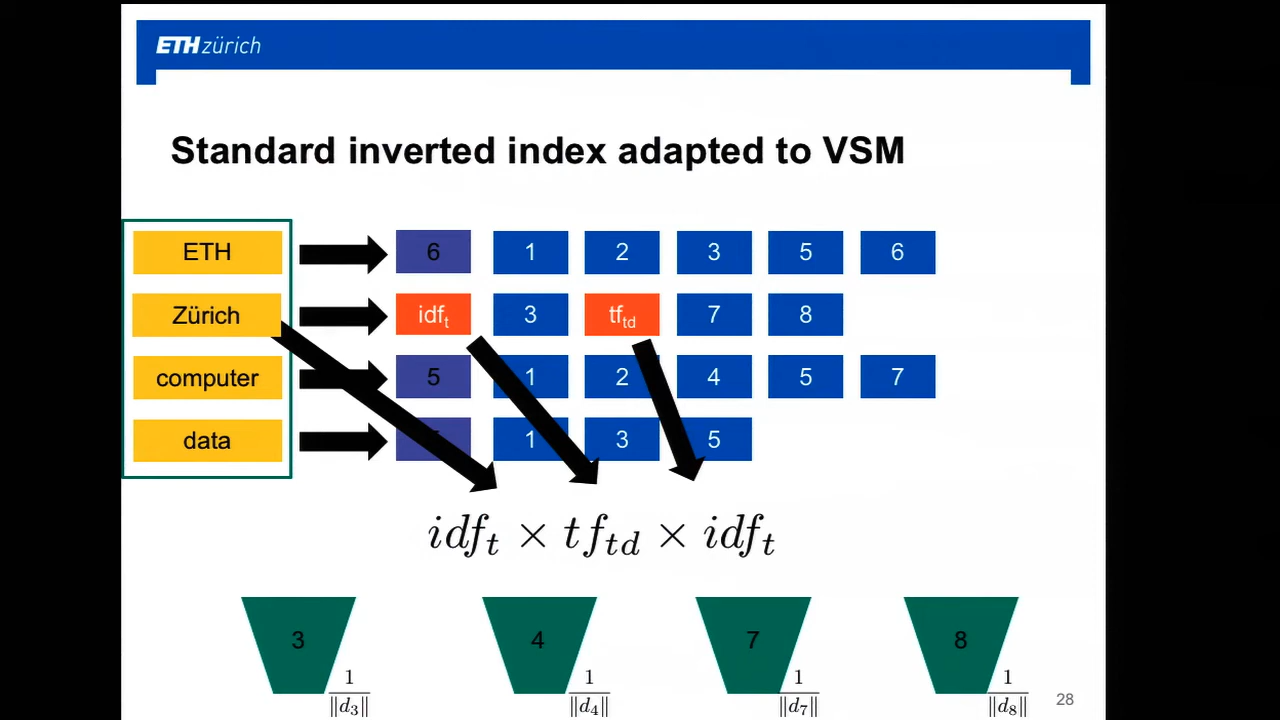 ETH zürich
Standard inverted index adapted to VSM
ETH 6 1 2 3 5 6
Zürich idf_t 3 tf_td 7 8
computer 5 1 2 4 5 7
data 1 3 5
idf_t × tf_td × idf_t
3 4 7 8
1/‖d_3‖ 1/‖d_4‖ 1/‖d_7‖ 1/‖d_8‖
28